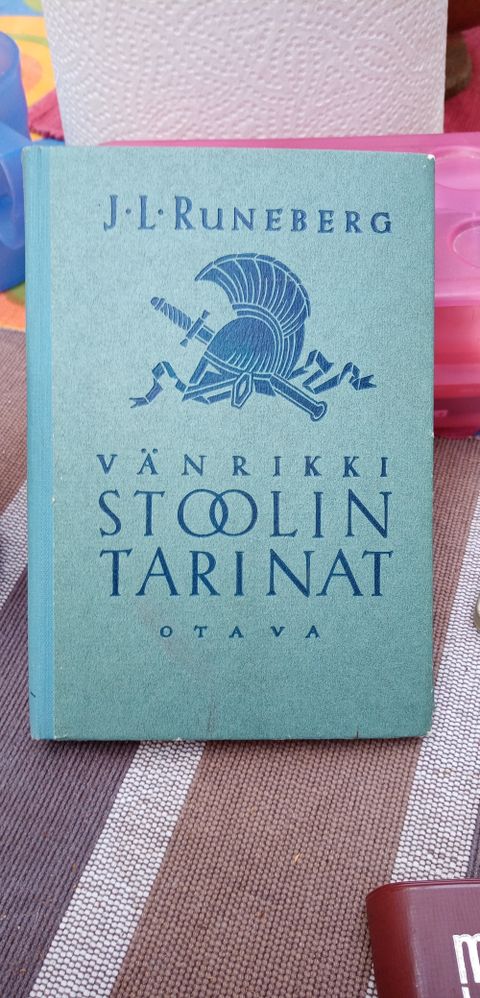 J·L·RUNEBERG
VÄNRIKKI
STOOLIN
TARINAT
OTAVA